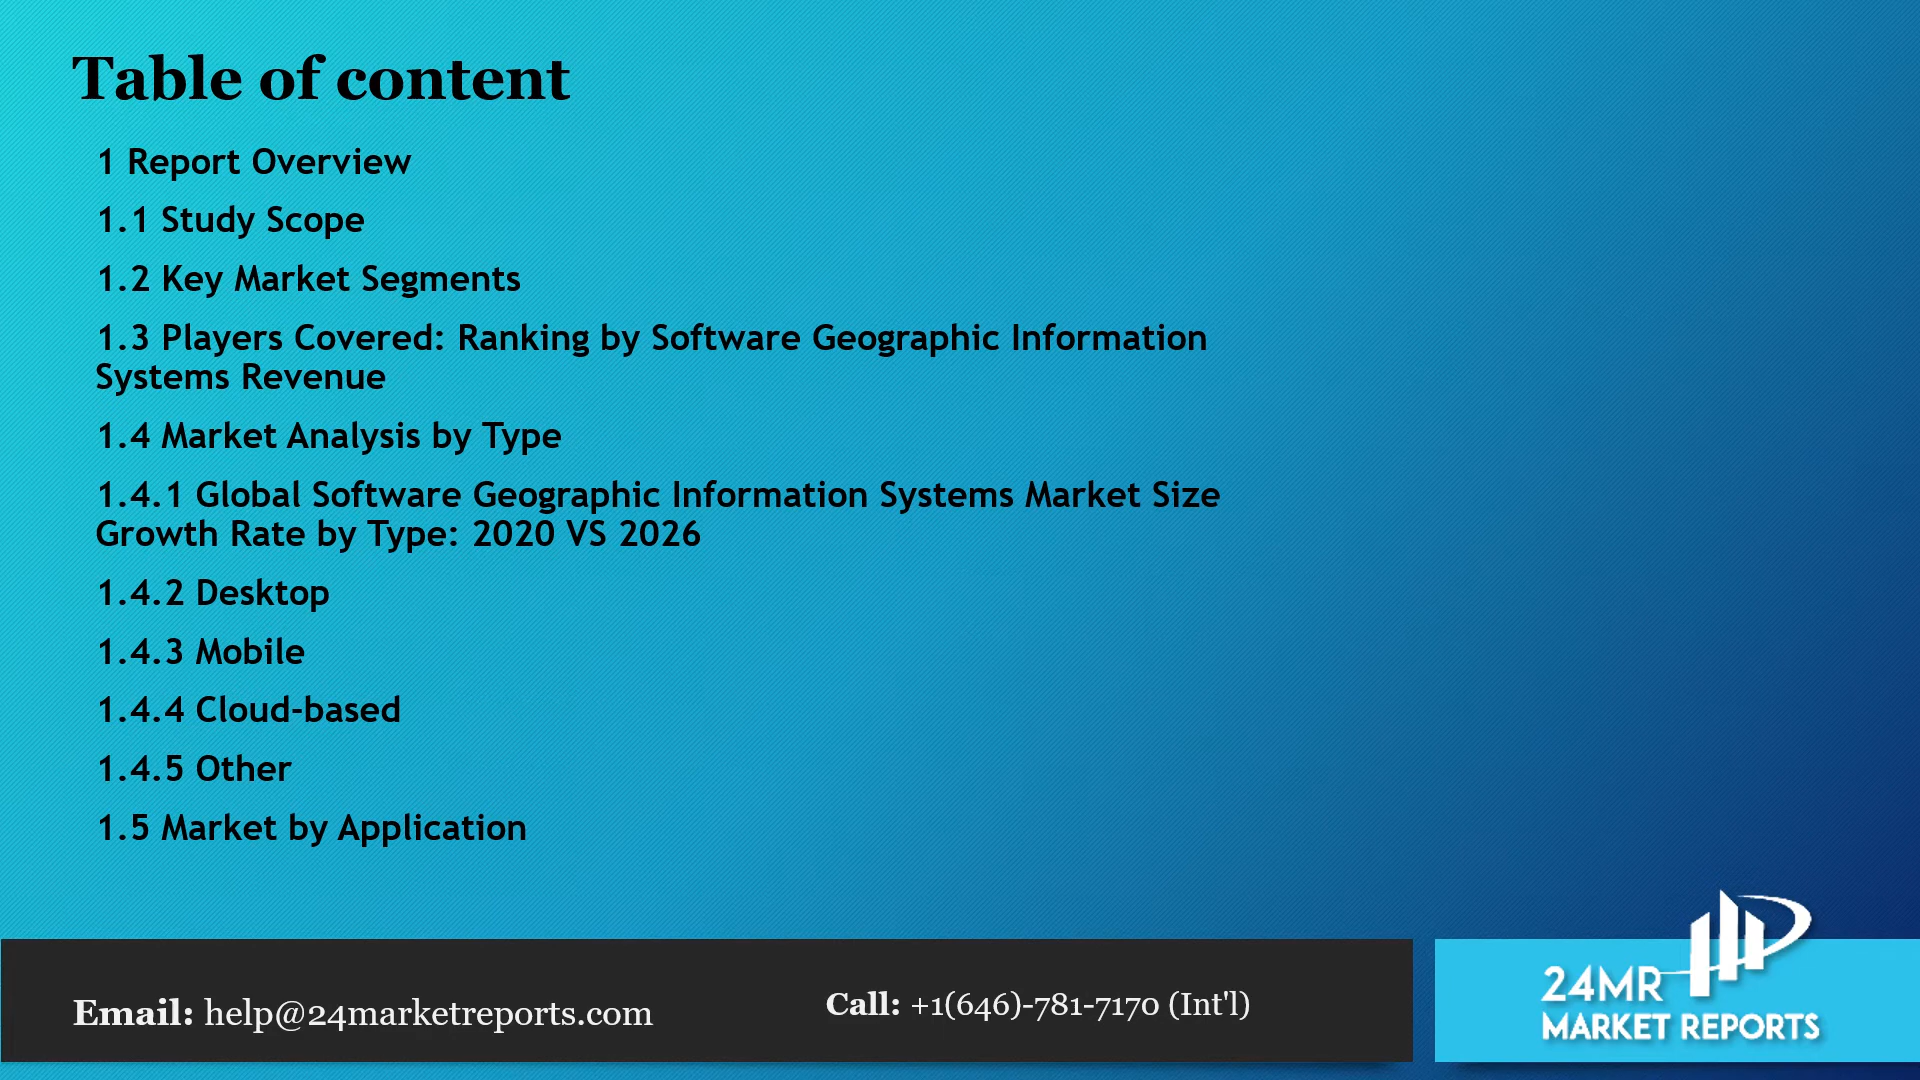 Table of content
1 Report Overview
1.1 Study Scope
1.2 Key Market Segments
1.3 Players Covered: Ranking by Software Geographic Information
Systems Revenue
1.4 Market Analysis by Type
1.4.1 Global Software Geographic Information Systems Market Size
Growth Rate by Type: 2020 VS 2026
1.4.2 Desktop
1.4.3 Mobile
1.4.4 Cloud-based
1.4.5 Other
1.5 Market by Application
Email: help@24marketreports.com
Call: +1(646)-781-7170 (Int'l)
24MR
MARKET REPORTS